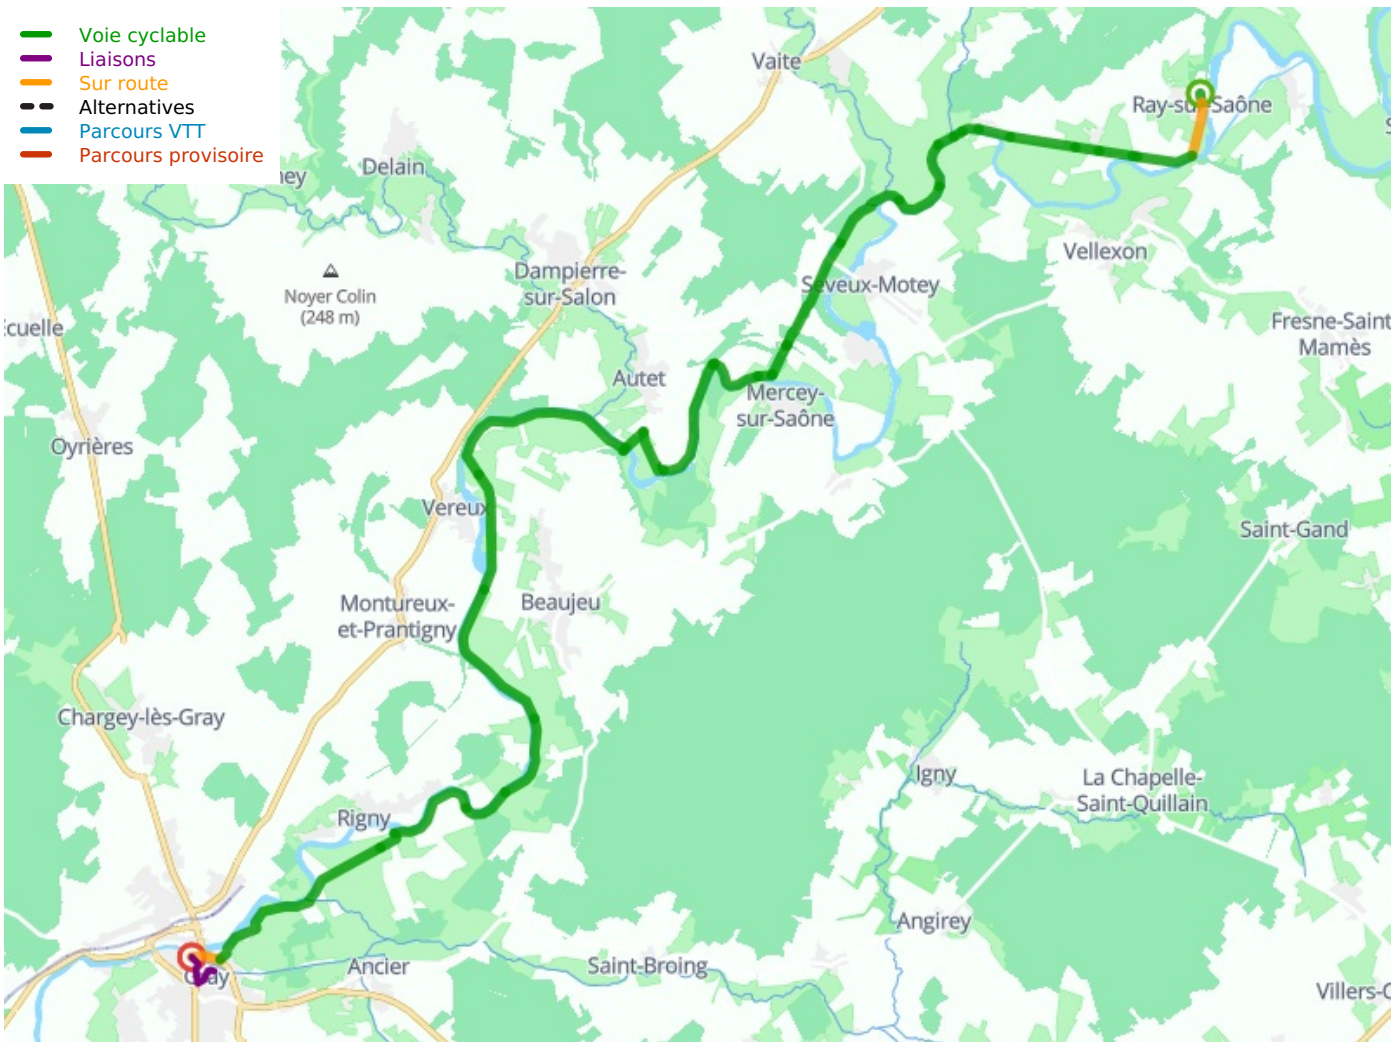 Voie cyclable
Liaisons
Sur route
Alternatives
Parcours VTT
Parcours provisoire
Vaite
Ray-sur-Saône
Delain
Vellexon
Dampierre-
sur-Salon
Noyer Colin
(248 m)
Seveux-Motey
Fresne-Saint
Mamès
Autet
Mercey-
sur-Saône
Oyrières
Vereux
Saint-Gand
Montureux-
et-Prantigny
Beaujeu
Chargey-lès-Gray
Igny
La Chapelle-
Saint-Quillain
Rigny
Angirey
Gray
Ancier
Saint-Broing